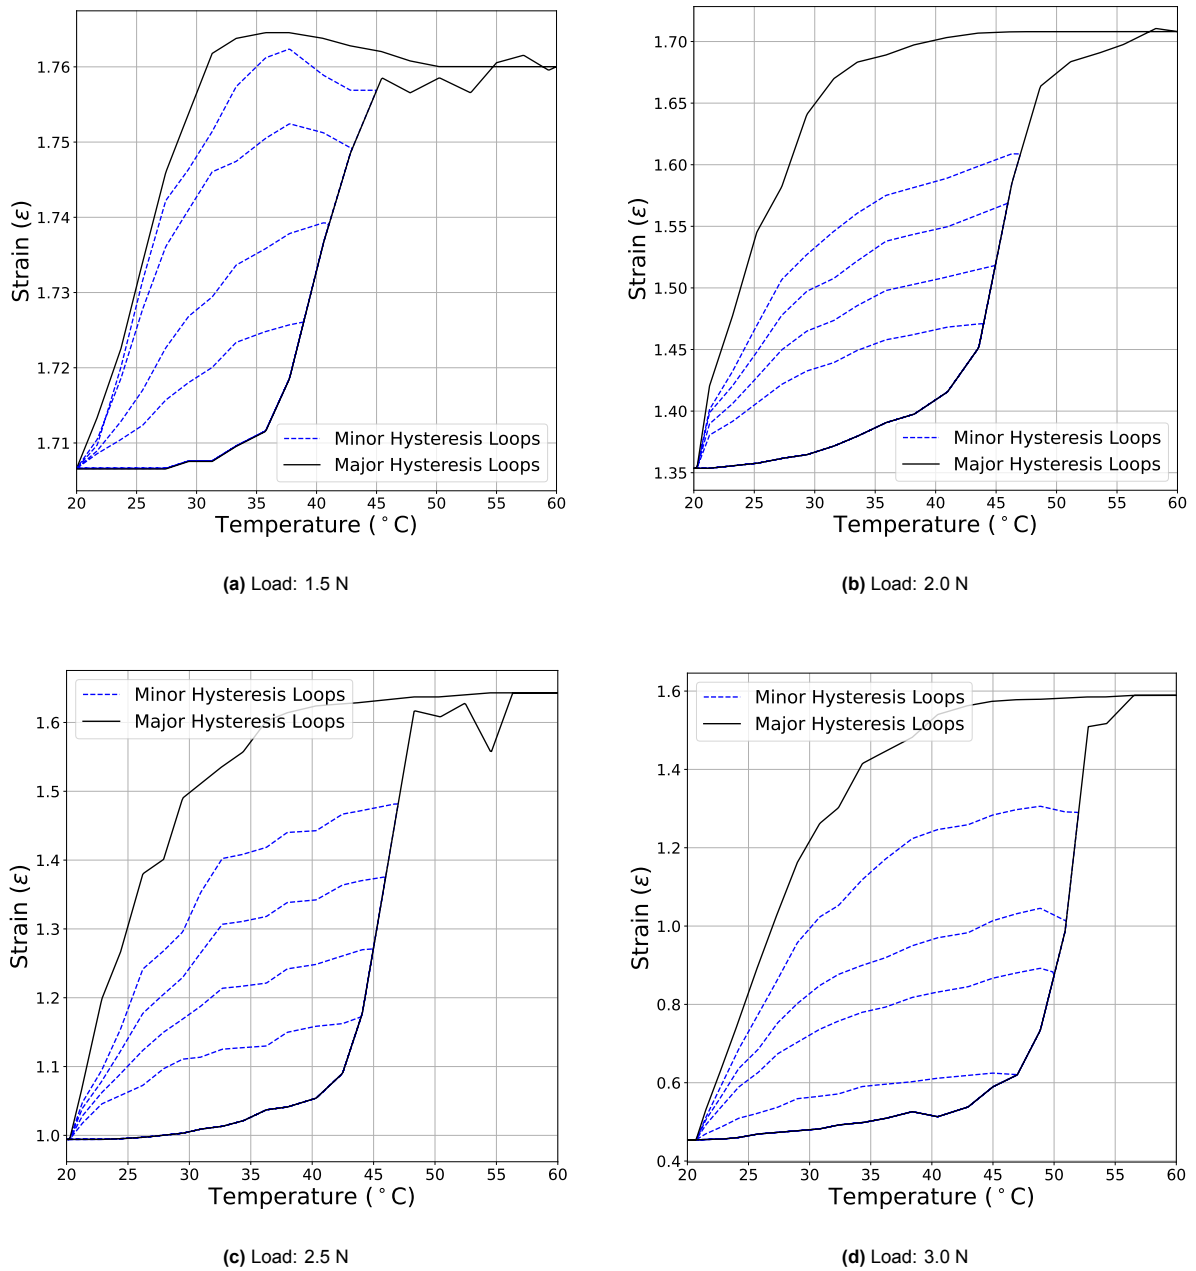 1.76
1.75
1.74
1.73
1.72
1.71
Strain (ε)
20 25 30 35 40 45 50 55 60
Temperature (°C)
Minor Hysteresis Loops
Major Hysteresis Loops
(a) Load: 1.5 N
1.70
1.65
1.60
1.55
1.50
1.45
1.40
1.35
Strain (ε)
20 25 30 35 40 45 50 55 60
Temperature (°C)
Minor Hysteresis Loops
Major Hysteresis Loops
(b) Load: 2.0 N
Minor Hysteresis Loops
Major Hysteresis Loops
1.6
1.5
1.4
1.3
1.2
1.1
1.0
Strain (ε)
20 25 30 35 40 45 50 55 60
Temperature (°C)
(c) Load: 2.5 N
Minor Hysteresis Loops
Major Hysteresis Loops
1.6
1.4
1.2
1.0
0.8
0.6
0.4
Strain (ε)
20 25 30 35 40 45 50 55 60
Temperature (°C)
(d) Load: 3.0 N